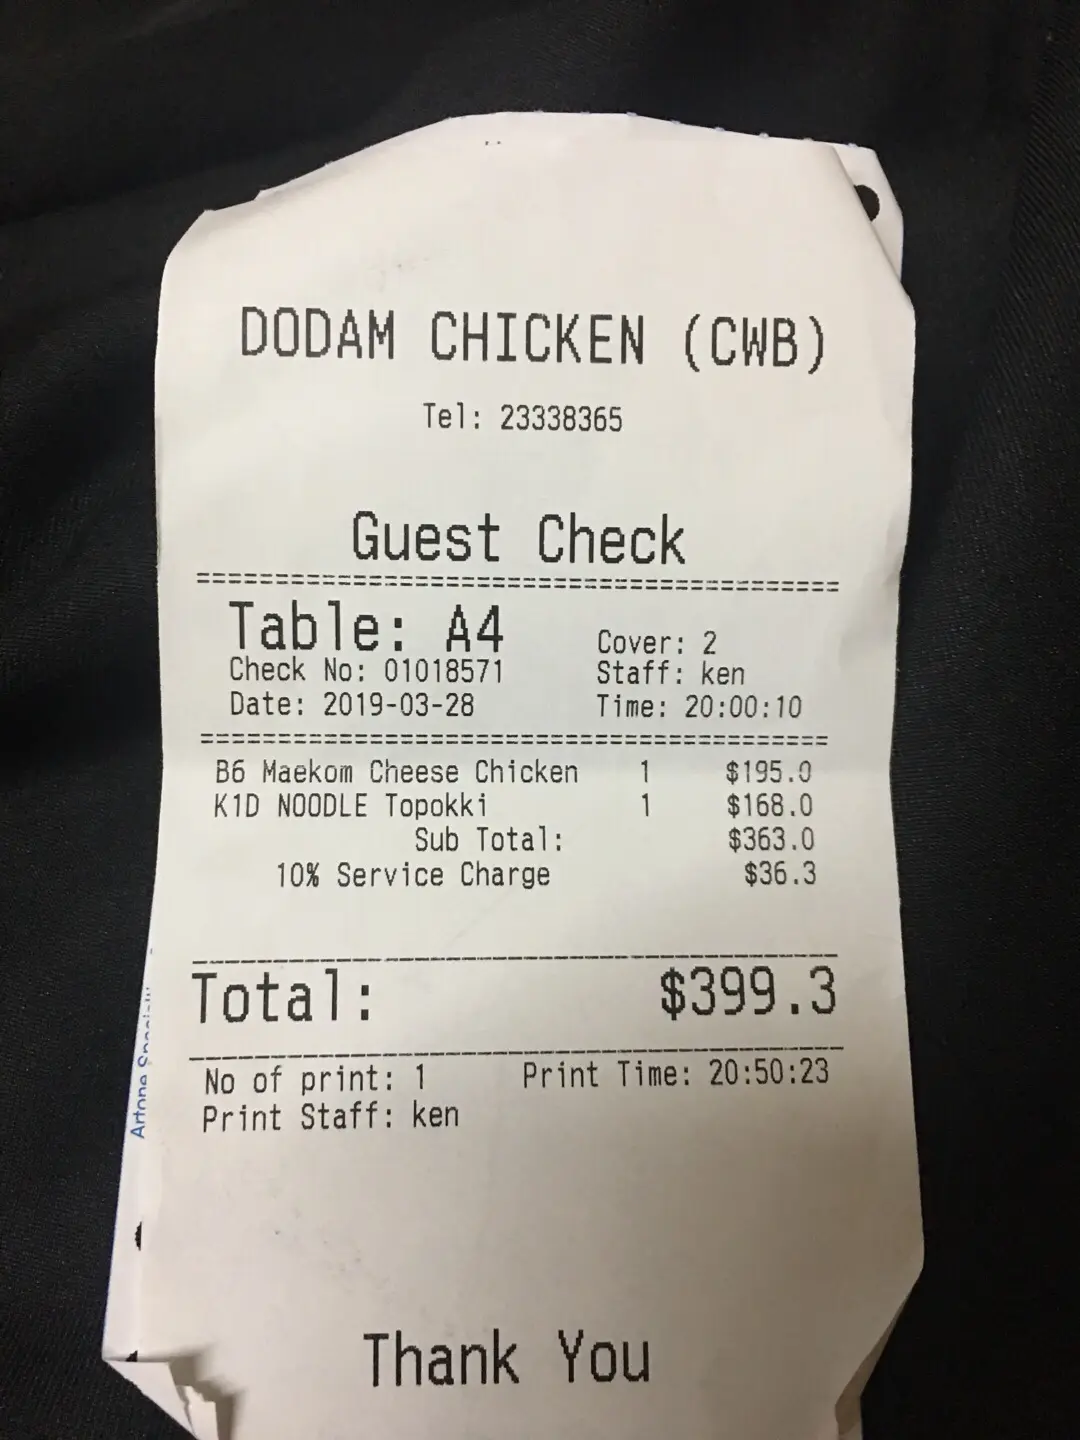 DODAM CHICKEN (CWB)
Tel: 23338365
Guest Check
========================================
Table: A4
Cover: 2
Check No: 01018571
Staff: ken
Date: 2019-03-28
Time: 20:00:10
========================================
B6 Maekom Cheese Chicken 1 $195.0
K1D NOODLE Topokki 1 $168.0
Sub Total: $363.0
10% Service Charge $36.3
Total: $399.3
No of print: 1 Print Time: 20:50:23
Print Staff: ken
Thank You
Artone